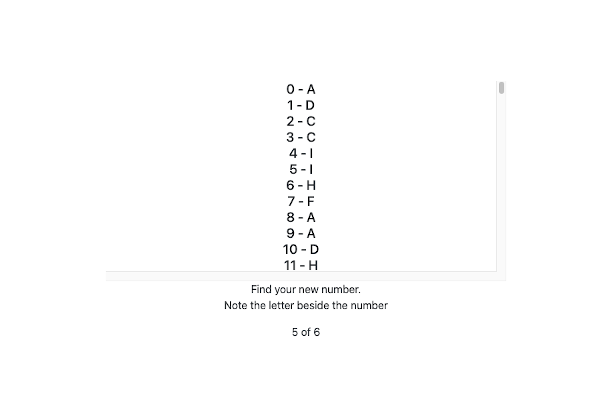 0 - A
1 - D
2 - C
3 - C
4 - I
5 - I
6 - H
7 - F
8 - A
9 - A
10 - D
11 - H
Find your new number.
Note the letter beside the number
5 of 6